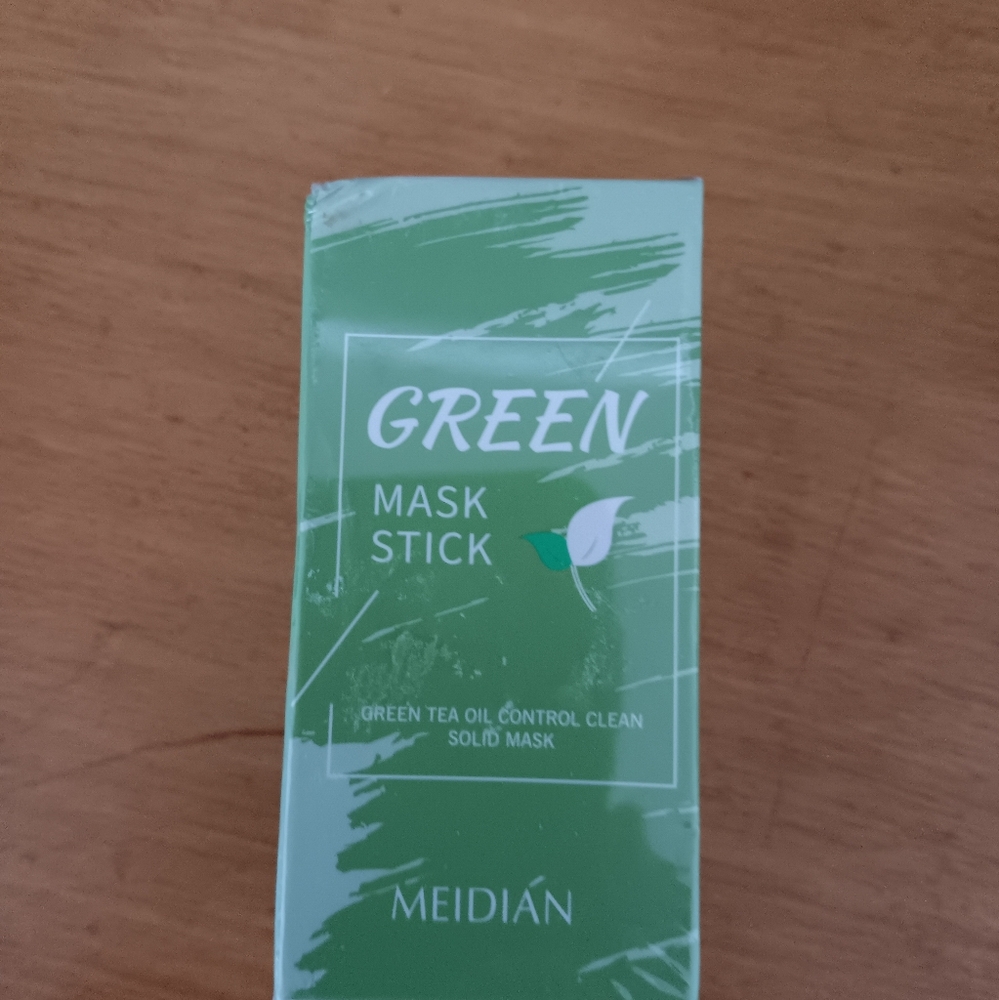 GREEN
MASK
STICK
GREEN TEA OIL CONTROL CLEAN
SOLID MASK
MEIDIAN